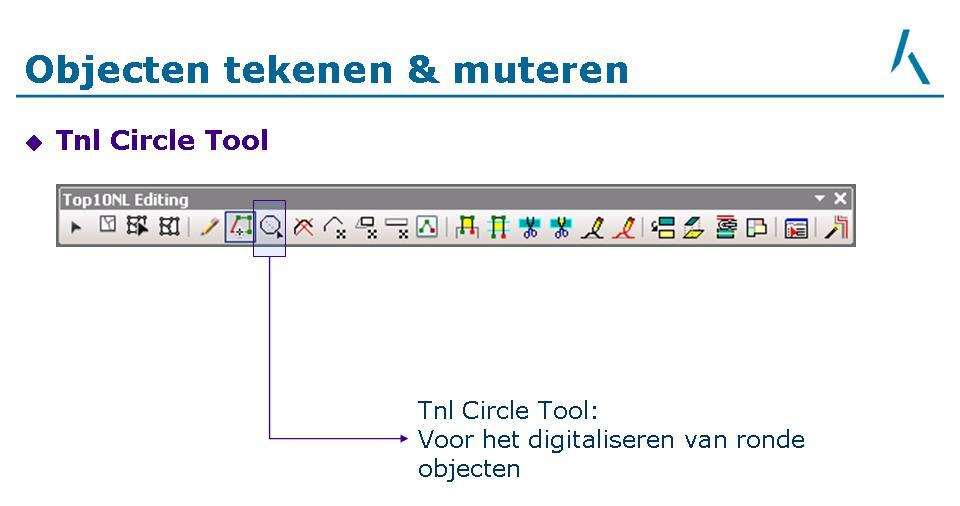 Objecten tekenen & muteren
Tnl Circle Tool
Top10NL Editing
Tnl Circle Tool:
Voor het digitaliseren van ronde
objecten